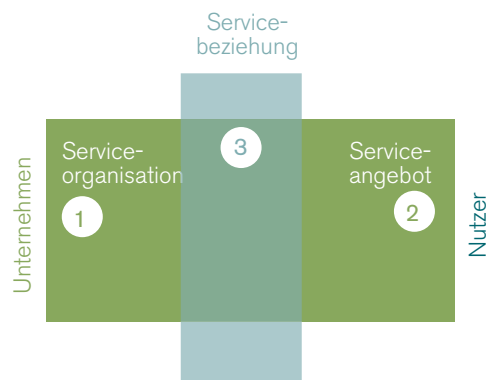 Service-
beziehung
Service-
organisation
1
3
Service-
angebot
2
Unternehmen
Nutzer